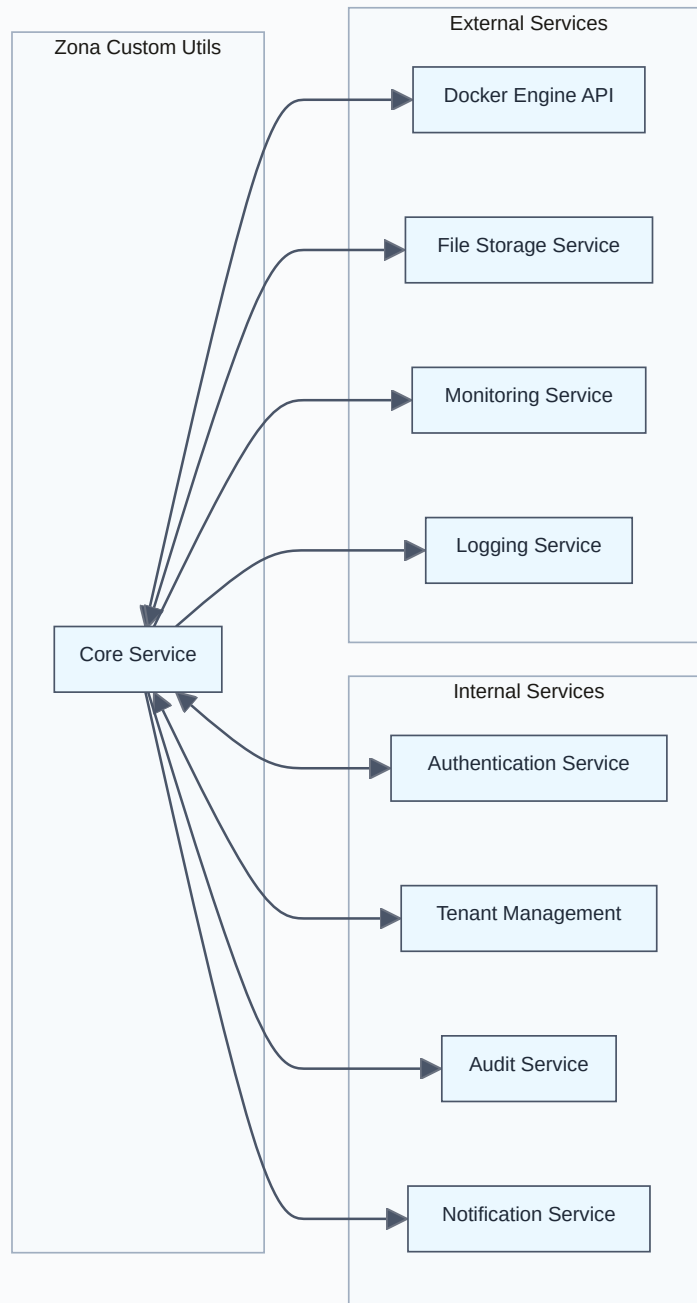 Zona Custom Utils
Core Service
External Services
Docker Engine API
File Storage Service
Monitoring Service
Logging Service
Internal Services
Authentication Service
Tenant Management
Audit Service
Notification Service